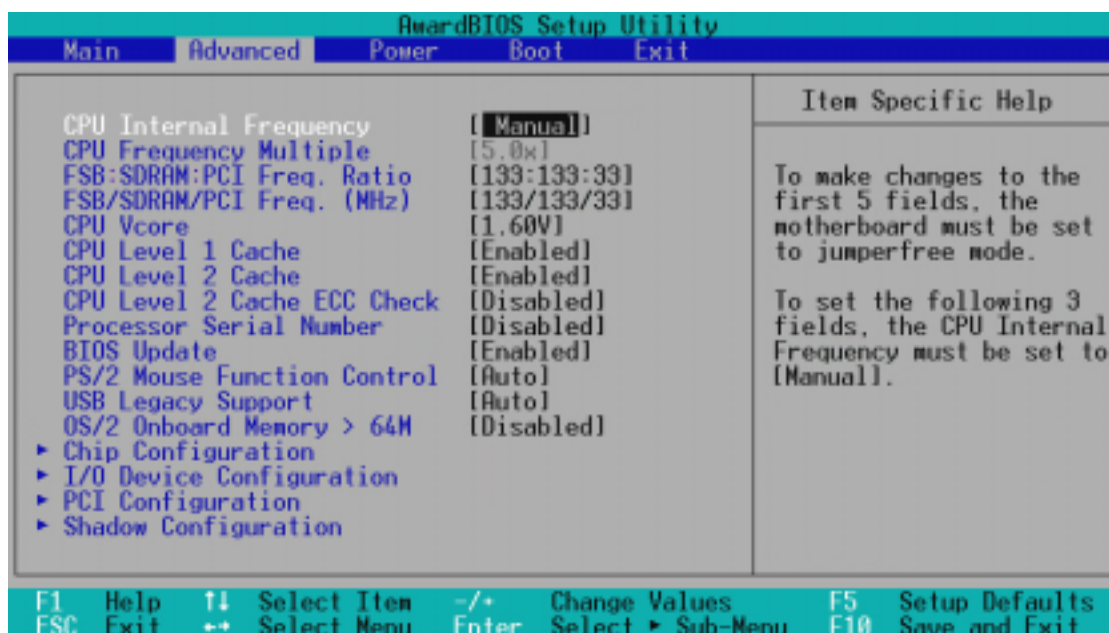 AwardBIOS Setup Utility
Main Advanced Power Boot Exit
Item Specific Help
CPU Internal Frequency [ Manual]
CPU Frequency Multiple [5.0x]
FSB:SDRAM:PCI Freq. Ratio [133:133:33]
FSB/SDRAM/PCI Freq. (MHz) [133/133/33]
CPU Vcore [1.60V]
CPU Level 1 Cache [Enabled]
CPU Level 2 Cache [Enabled]
CPU Level 2 Cache ECC Check [Disabled]
Processor Serial Number [Disabled]
BIOS Update [Enabled]
PS/2 Mouse Function Control [Auto]
USB Legacy Support [Auto]
OS/2 Onboard Memory > 64M [Disabled]
► Chip Configuration
► I/O Device Configuration
► PCI Configuration
► Shadow Configuration
To make changes to the
first 5 fields, the
motherboard must be set
to jumperfree mode.
To set the following 3
fields, the CPU Internal
Frequency must be set to
[Manual].
F1 Help ↑↓ Select Item -/+ Change Values F5 Setup Defaults
ESC Exit ←→ Select Menu Enter Select ► Sub-Menu F10 Save and Exit